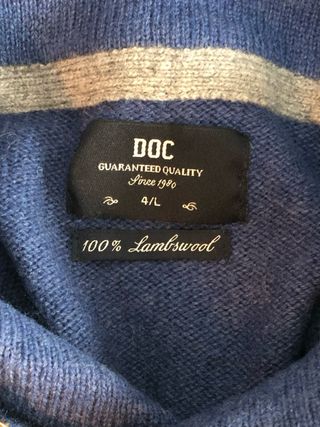 DOC
GUARANTEED QUALITY
Since 1980
4/L
100% Lambswool